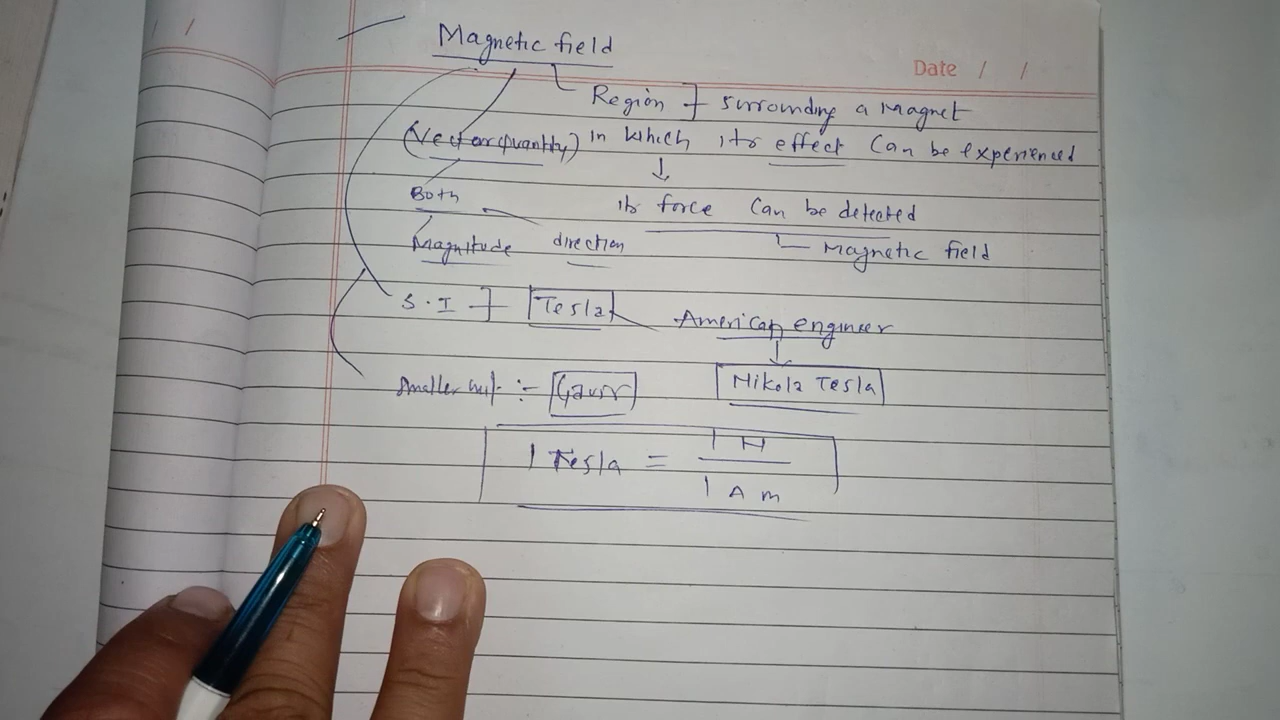 Magnetic field
Date / /
Region surrounding a Magnet
(Vector quantity) in which its effect can be experienced
Both its force can be detected
Magnitude direction Magnetic field
S.I Tesla American engineer
Smaller unit :- Gauss Nikola Tesla
1 Tesla = 1 N
1 A m